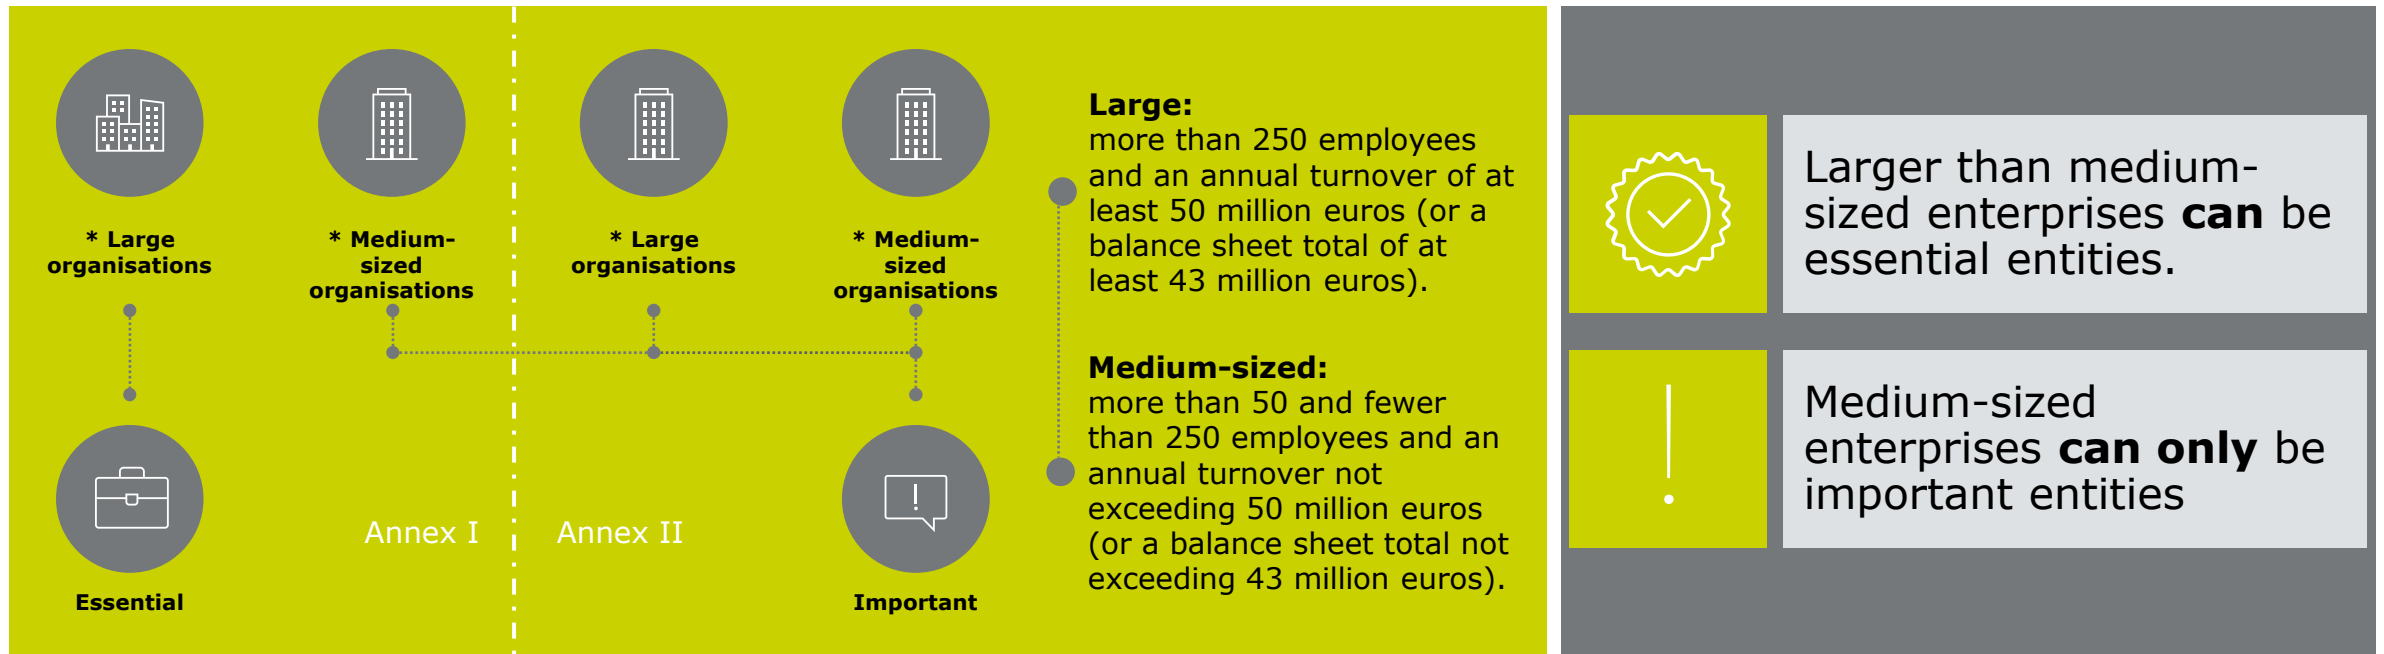 * Large
organisations
* Medium-
sized
organisations
* Large
organisations
* Medium-
sized
organisations
Essential
Annex I
Annex II
Important
Large:
more than 250 employees
and an annual turnover of at
least 50 million euros (or a
balance sheet total of at
least 43 million euros).
Medium-sized:
more than 50 and fewer
than 250 employees and an
annual turnover not
exceeding 50 million euros
(or a balance sheet total not
exceeding 43 million euros).
Larger than medium-
sized enterprises can be
essential entities.
Medium-sized
enterprises can only be
important entities